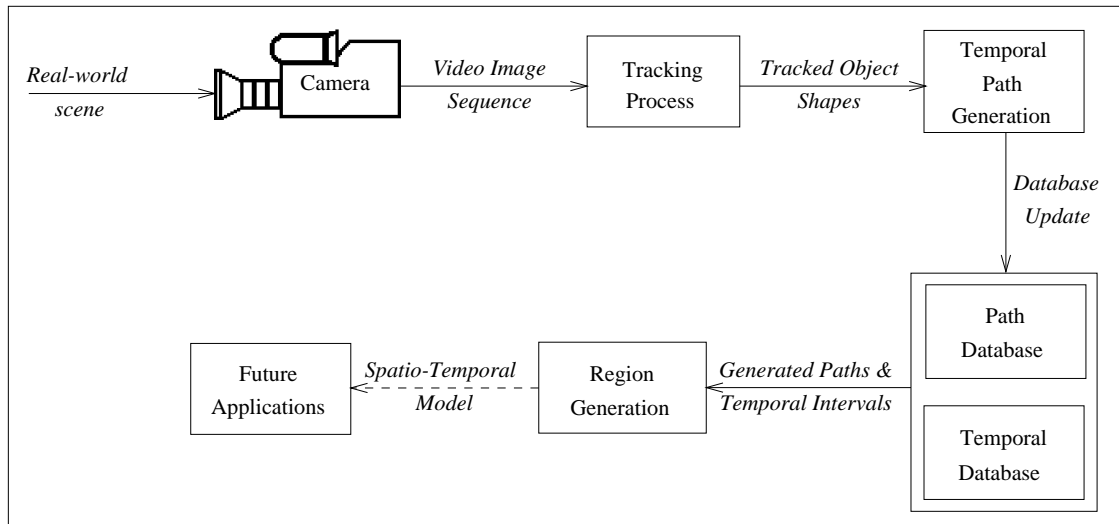 Real-world
scene
Camera
Video Image
Sequence
Tracking
Process
Tracked Object
Shapes
Temporal
Path
Generation
Database
Update
Path
Database
Temporal
Database
Generated Paths &
Temporal Intervals
Region
Generation
Spatio-Temporal
Model
Future
Applications